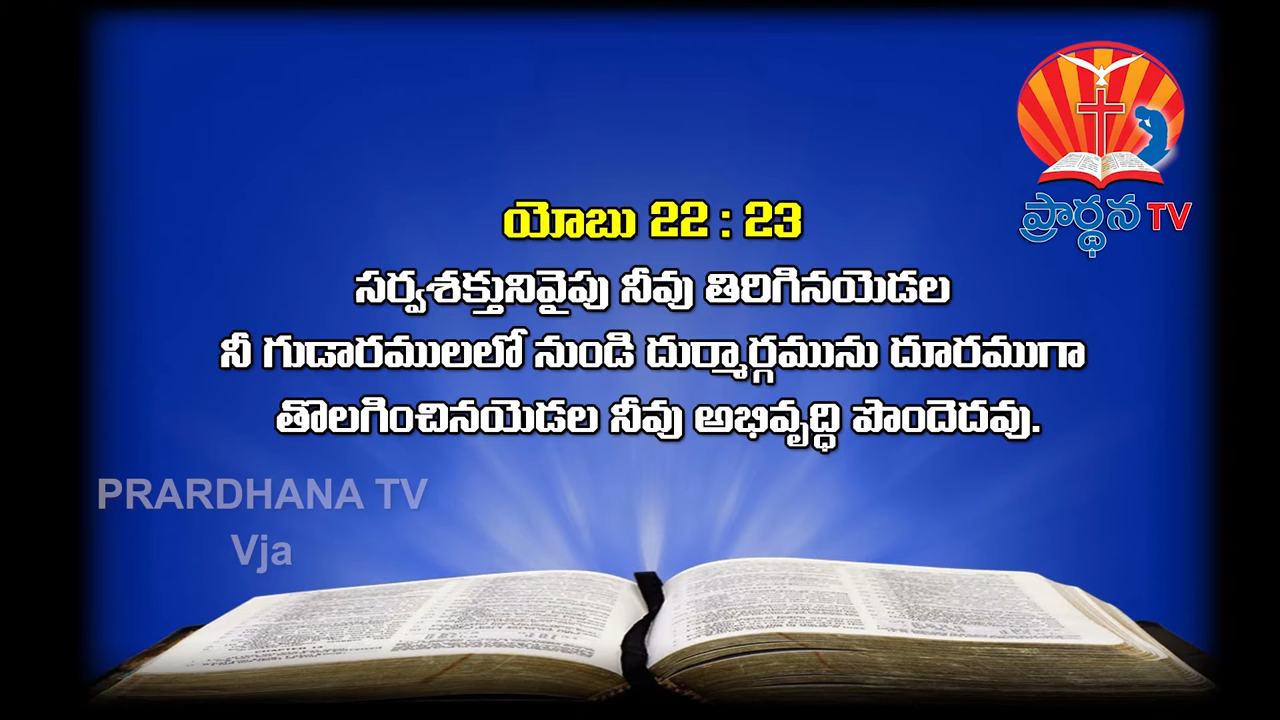 ప్రార్థన TV
యోబు 22 : 23
సర్వశక్తునివైపు నీవు తిరిగినయెడల
నీ గుడారములలో నుండి దుర్మార్గమును దూరముగా
తొలగించినయెడల నీవు అభివృద్ధి పొందెదవు.
PRARDHANA TV
Vja